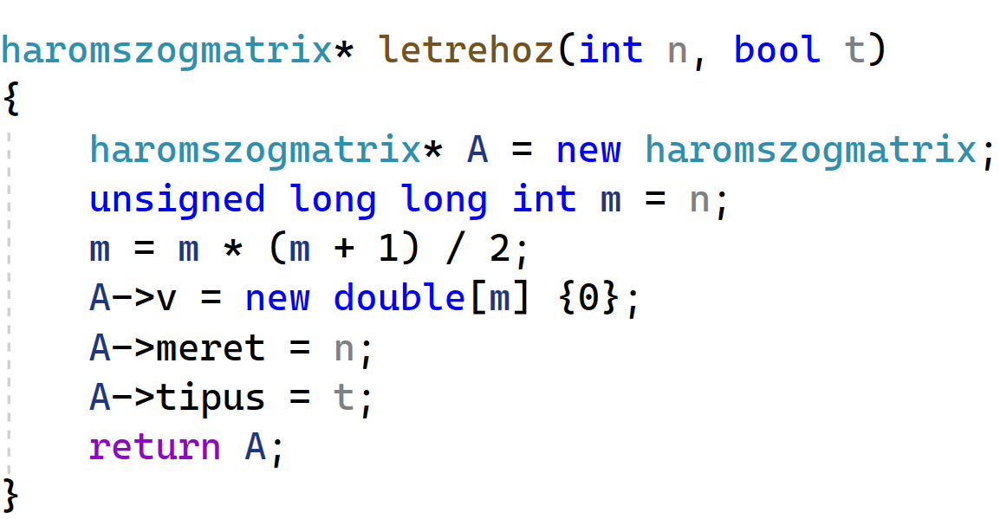 haromszogmatrix* letrehoz(int n, bool t)
{
    haromszogmatrix* A = new haromszogmatrix;
    unsigned long long int m = n;
    m = m * (m + 1) / 2;
    A->v = new double[m] {0};
    A->meret = n;
    A->tipus = t;
    return A;
}